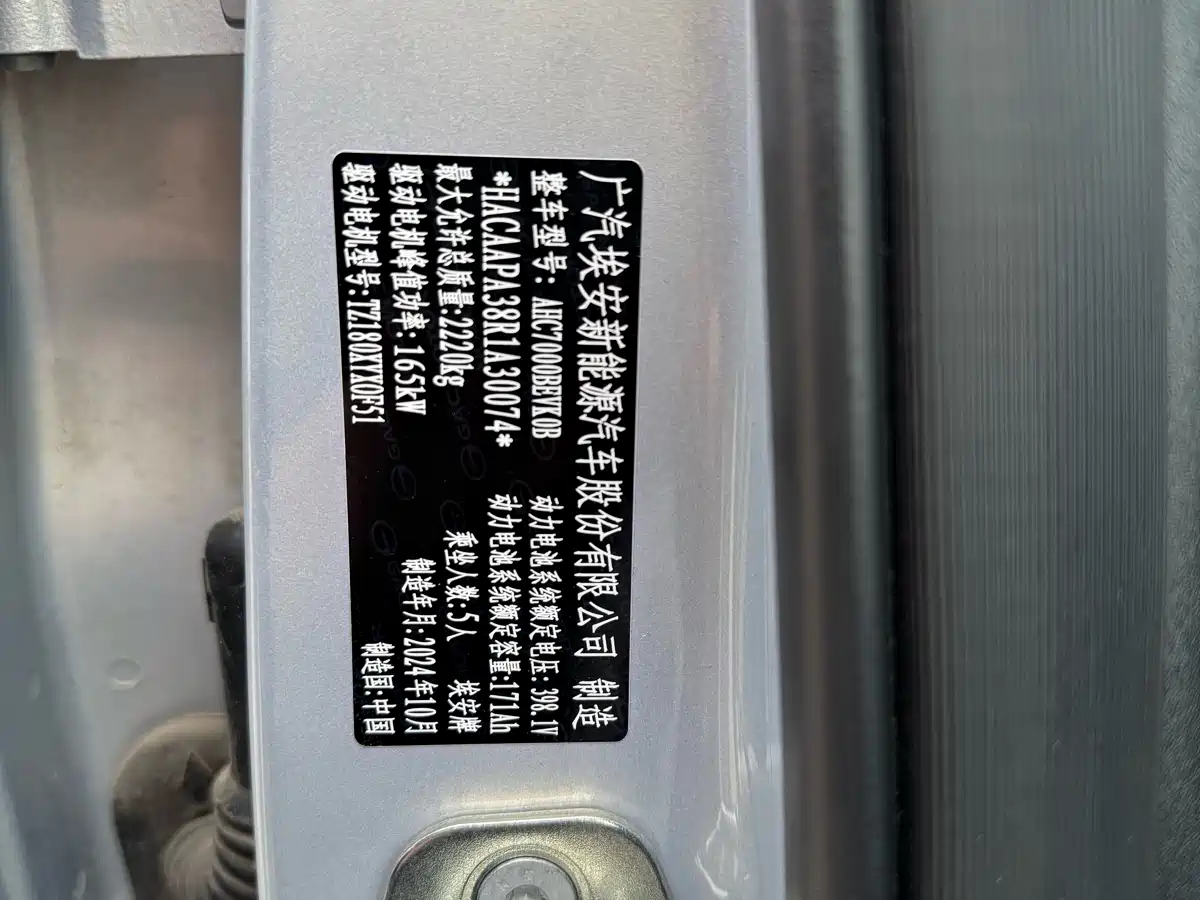 广汽埃安新能源汽车股份有限公司 制造
整车型号：AHC7000BEVK0B 动力电池系统额定电压：398.1V
*HACAAPA38R1A30074* 动力电池系统额定容量:171Ah
最大允许总质量:2220kg 乘坐人数:5人 埃安牌
驱动电机峰值功率:165kW 制造年月:2024年10月
驱动电机型号:TZ180XYX0F51 制造国:中国